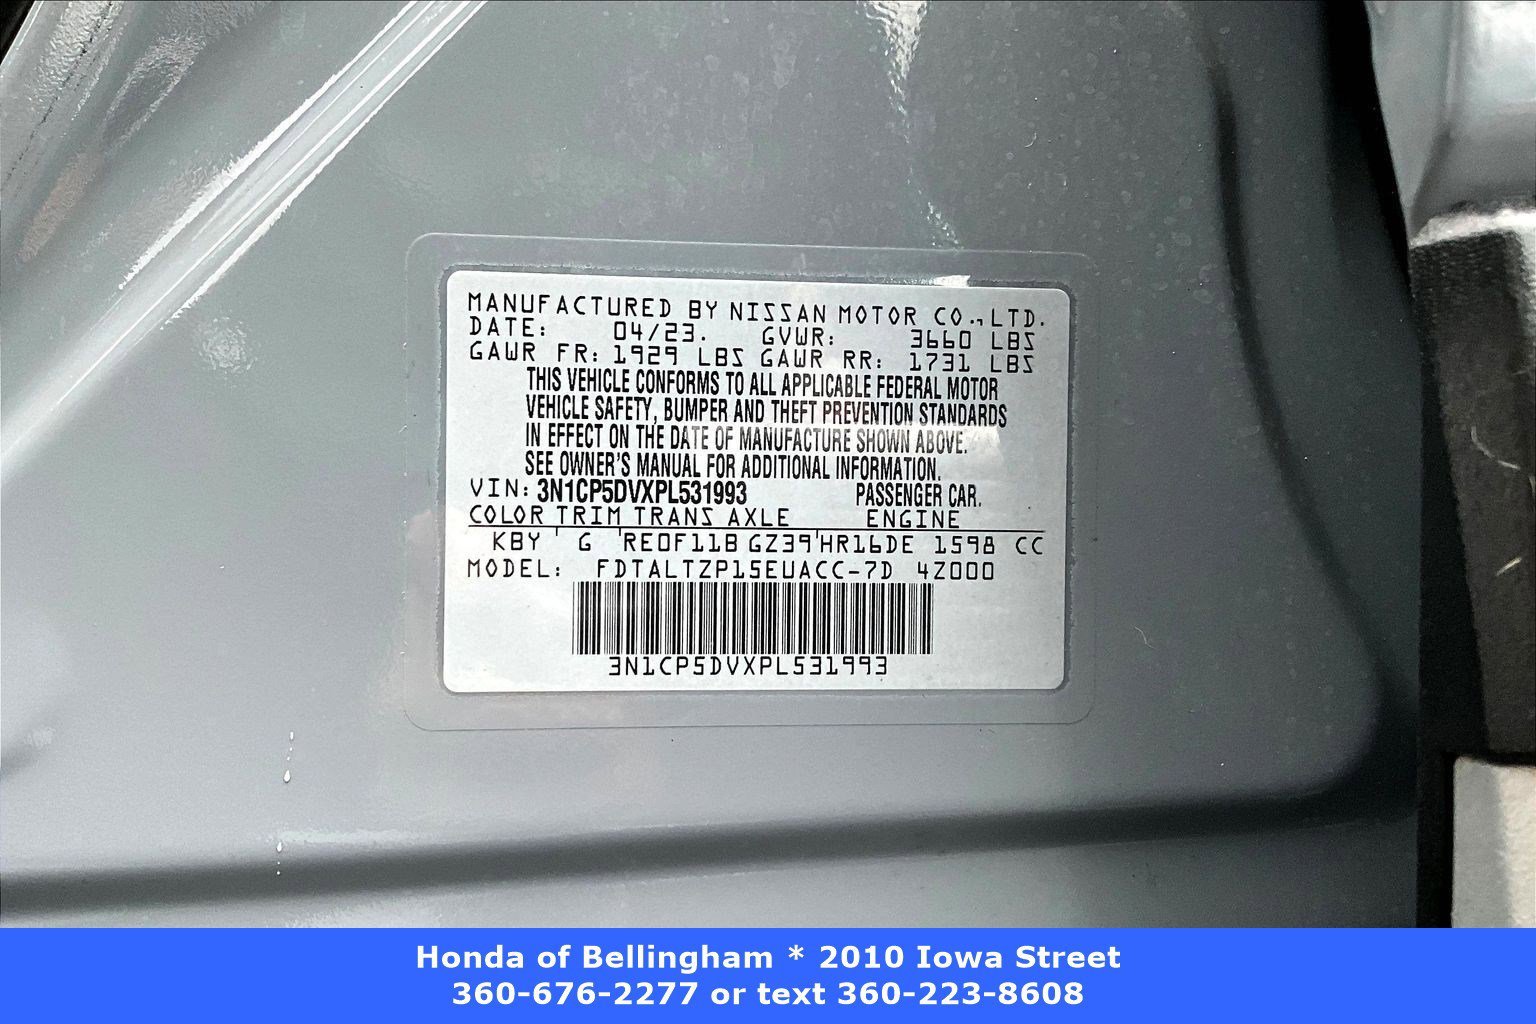 MANUFACTURED BY NISSAN MOTOR CO.,LTD.
DATE: 04/23. GVWR: 3660 LBS
GAWR FR: 1929 LBS GAWR RR: 1731 LBS
THIS VEHICLE CONFORMS TO ALL APPLICABLE FEDERAL MOTOR
VEHICLE SAFETY, BUMPER AND THEFT PREVENTION STANDARDS
IN EFFECT ON THE DATE OF MANUFACTURE SHOWN ABOVE.
SEE OWNER'S MANUAL FOR ADDITIONAL INFORMATION.
VIN: 3N1CP5DVXPL531993 PASSENGER CAR.
COLOR TRIM TRANS AXLE ENGINE
KBY G RE0F11B GZ39 HR16DE 1598 CC
MODEL: FDTALTZP15EUACC-7D 4Z000
3N1CP5DVXPL531993
Honda of Bellingham * 2010 Iowa Street
360-676-2277 or text 360-223-8608